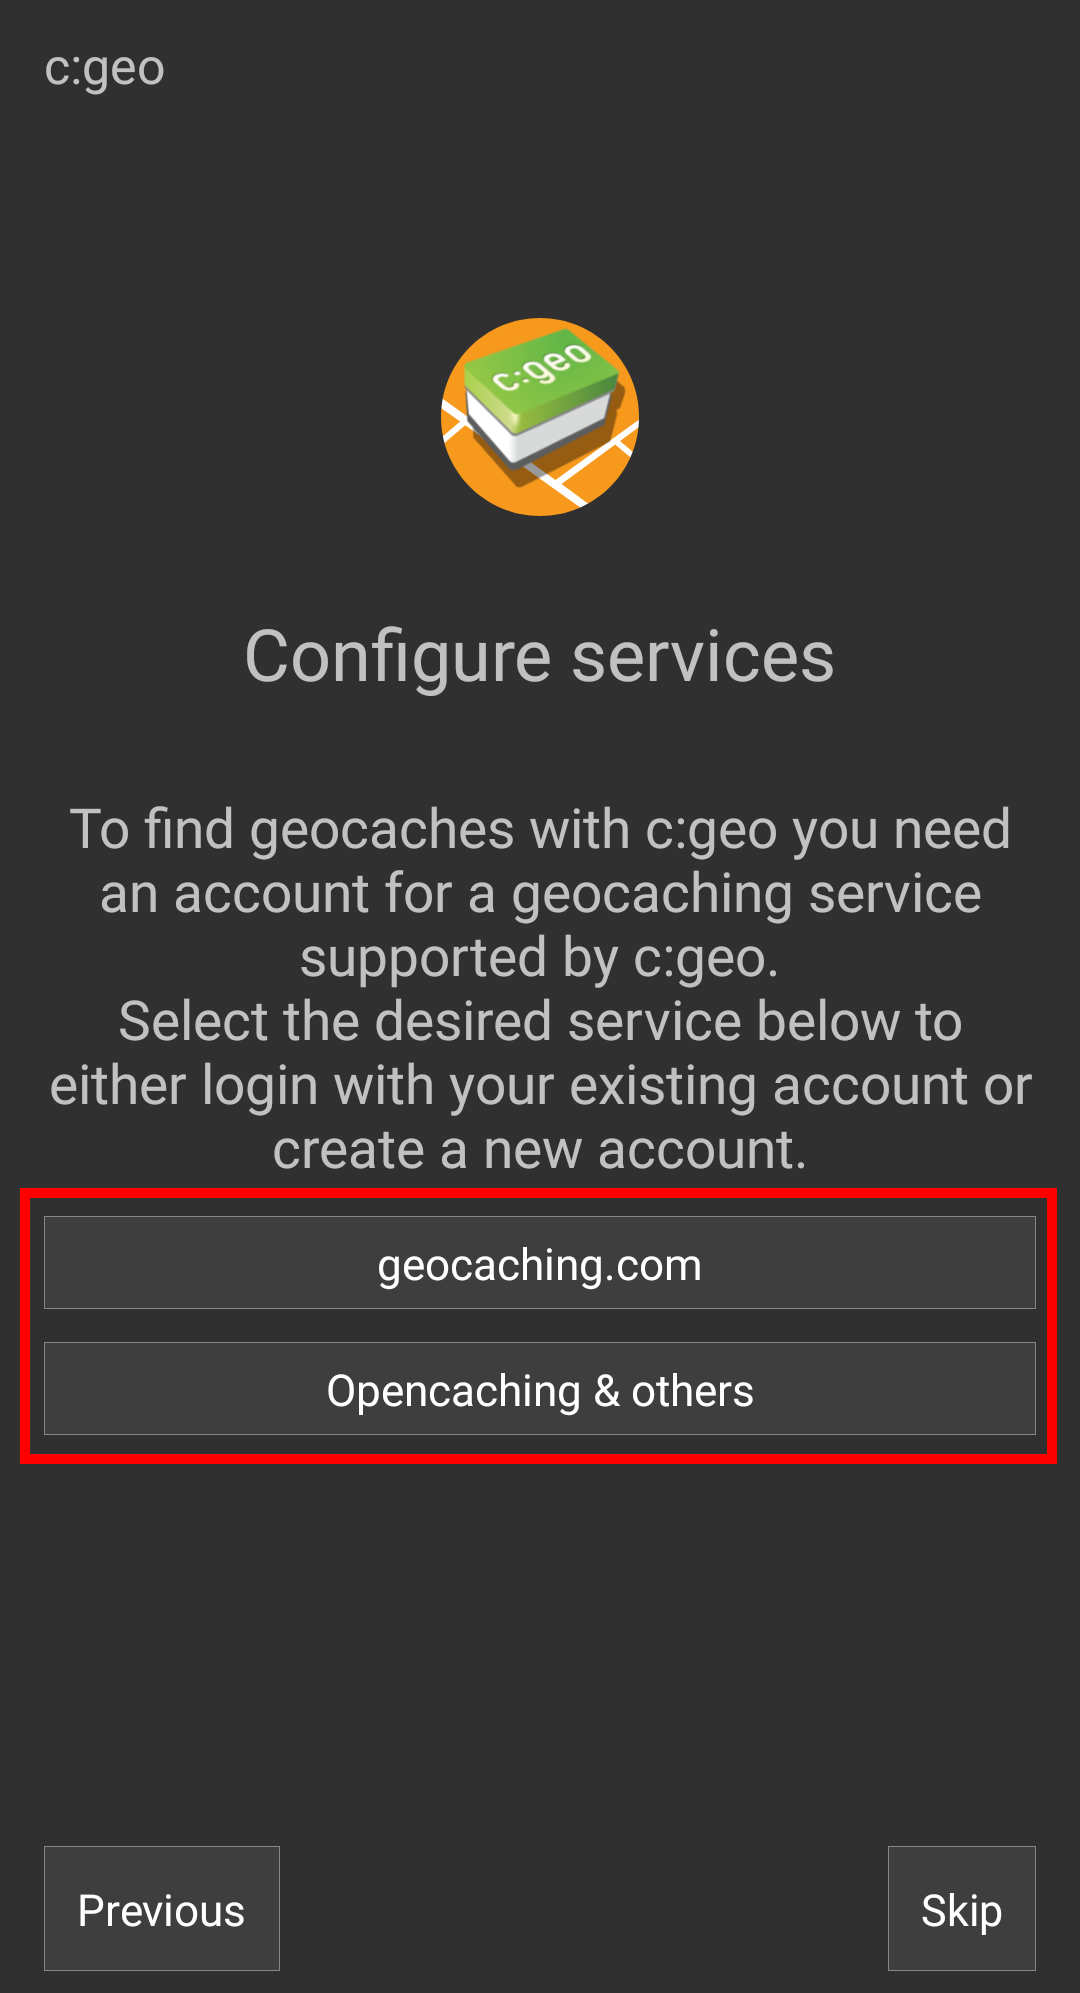 c:geo
c:geo
Configure services
To find geocaches with c:geo you need
an account for a geocaching service
supported by c:geo.
Select the desired service below to
either login with your existing account or
create a new account.
geocaching.com
Opencaching & others
Previous
Skip